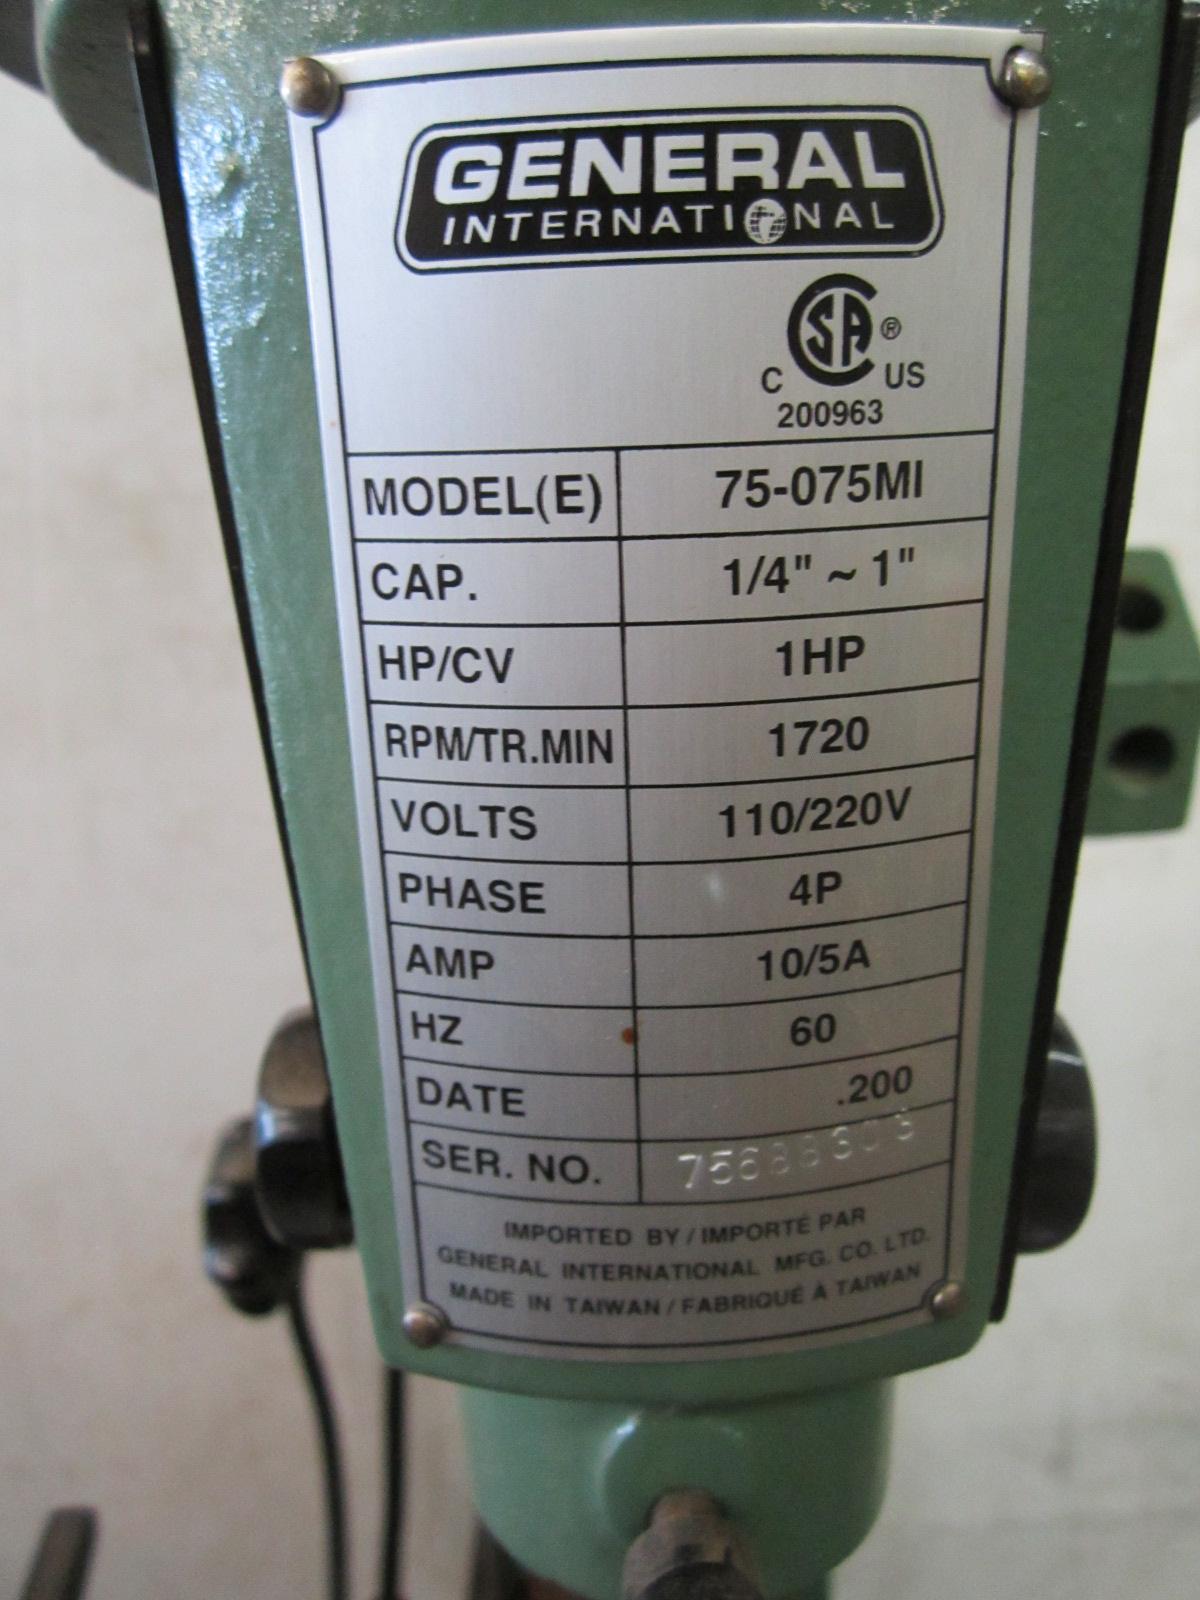 GENERAL
INTERNATIONAL
CSA ®
C US
200963
MODEL(E) 75-075MI
CAP. 1/4" ~ 1"
HP/CV 1HP
RPM/TR.MIN 1720
VOLTS 110/220V
PHASE 4P
AMP 10/5A
HZ 60
DATE .200
SER. NO.
IMPORTED BY / IMPORTÉ PAR
GENERAL INTERNATIONAL MFG. CO. LTD.
MADE IN TAIWAN / FABRIQUÉ À TAIWAN